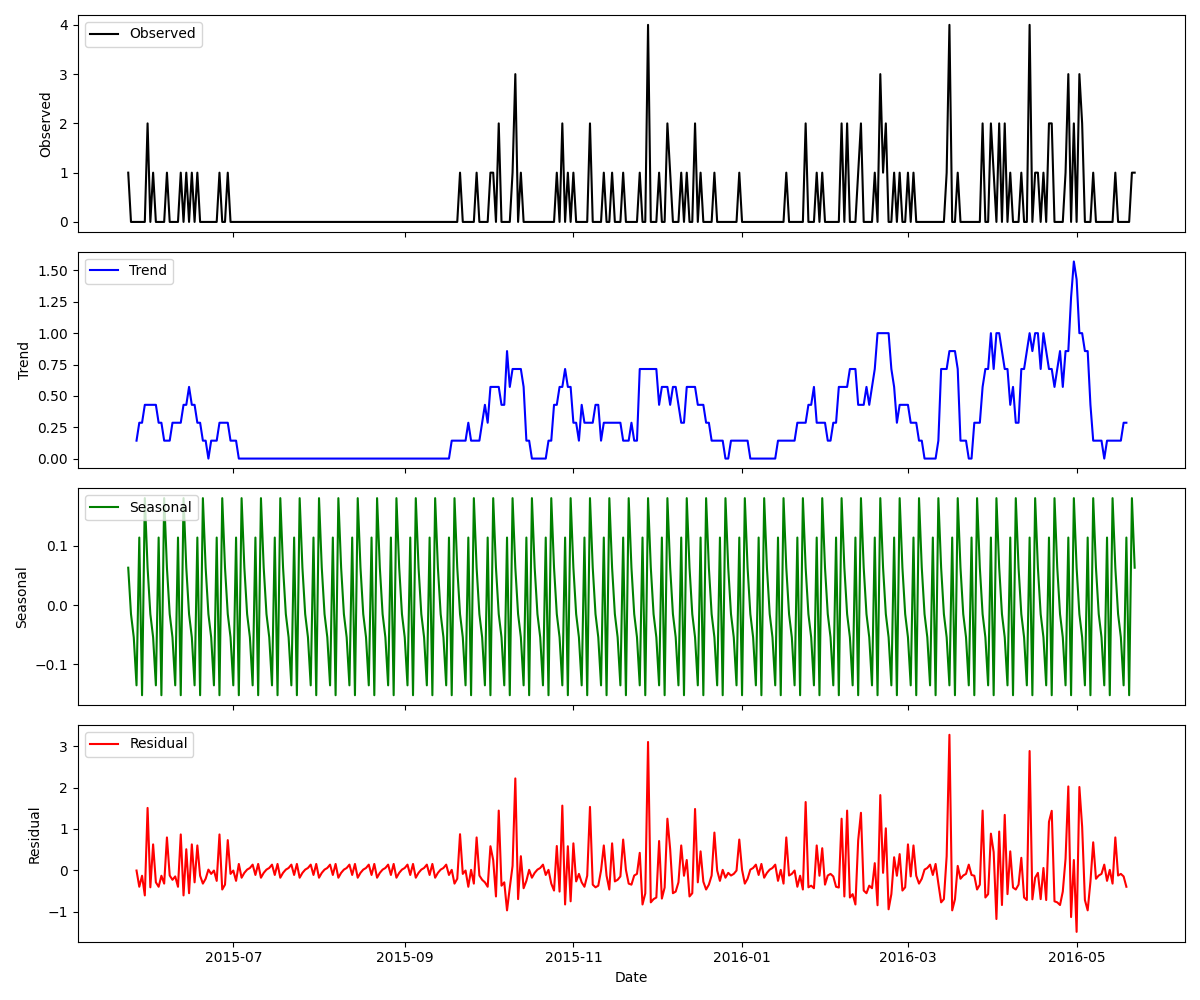 Observed
Observed
4
3
2
1
0
Trend
Trend
1.50
1.25
1.00
0.75
0.50
0.25
0.00
Seasonal
Seasonal
0.1
0.0
−0.1
Residual
Residual
3
2
1
0
−1
2015-07 2015-09 2015-11 2016-01 2016-03 2016-05
Date